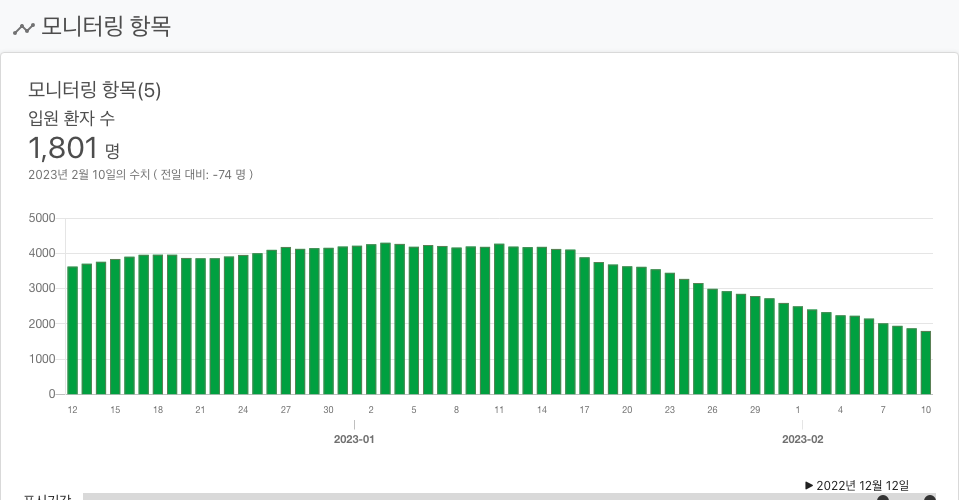 모니터링 항목
모니터링 항목(5)
입원 환자 수
1,801 명
2023년 2월 10일의 수치 ( 전일 대비: -74 명 )
5000
4000
3000
2000
1000
0
12 15 18 21 24 27 30 2 5 8 11 14 17 20 23 26 29 1 4 7 10
2023-01 2023-02
▶ 2022년 12월 12일
표시기간